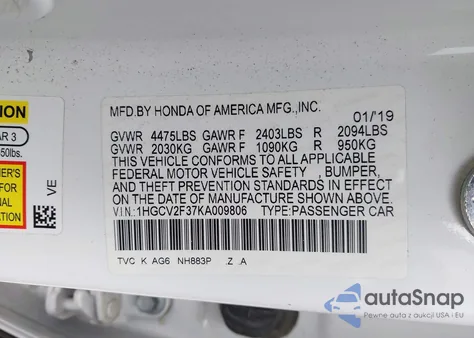 MFD.BY HONDA OF AMERICA MFG.,INC.
01/'19
GVWR 4475LBS GAWR F 2403LBS R 2094LBS
GVWR 2030KG GAWR F 1090KG R 950KG
THIS VEHICLE CONFORMS TO ALL APPLICABLE
FEDERAL MOTOR VEHICLE SAFETY , BUMPER,
AND THEFT PREVENTION STANDARDS IN EFFECT
ON THE DATE OF MANUFACTURE SHOWN ABOVE.
V.I.N: 1HGCV2F37KA009806 TYPE:PASSENGER CAR
TVC K AG6 NH883P .Z .A
VE
autoSnap
Pewne auta z aukcji USA i EU